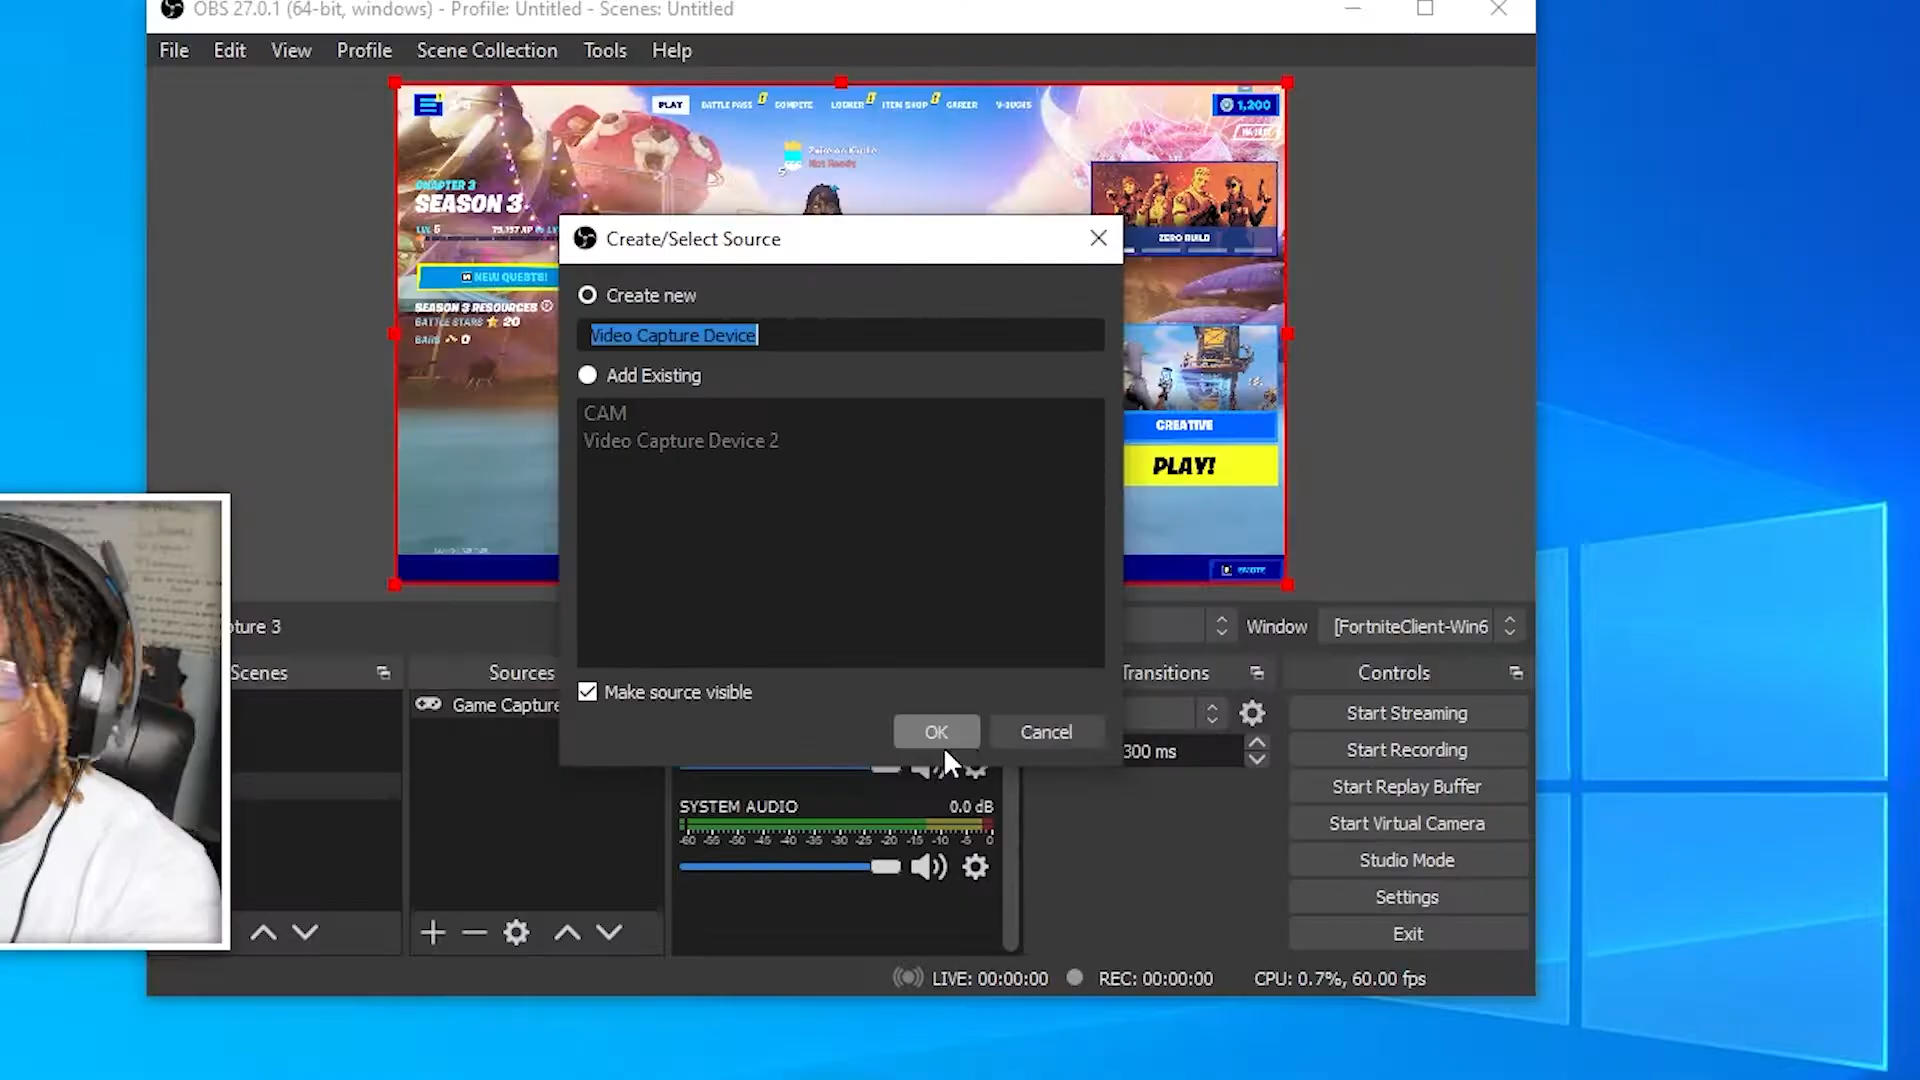 OBS 27.0.1 (64-bit, windows) - Profile: Untitled - Scenes: Untitled
File Edit View Profile Scene Collection Tools Help
PLAY BATTLE PASS COMPETE LOCKER ITEM SHOP CAREER V-BUCKS
1,200
Not Ready
CHAPTER 3
SEASON 3
LVL 5
ZERO BUILD
NEW QUESTS!
SEASON 3 RESOURCES
BATTLE STARS 20
BARS 0
CREATIVE
PLAY!
EMOTE
Create/Select Source
Create new
Video Capture Device
Add Existing
CAM
Video Capture Device 2
Make source visible
OK Cancel
pture 3
Window [FortniteClient-Win6
Scenes
Sources
Game Capture
Transitions
300 ms
Controls
Start Streaming
Start Recording
Start Replay Buffer
Start Virtual Camera
Studio Mode
Settings
Exit
SYSTEM AUDIO 0.0 dB
-60 -55 -50 -45 -40 -35 -30 -25 -20 -15 -10 -5 0
LIVE: 00:00:00 REC: 00:00:00 CPU: 0.7%, 60.00 fps